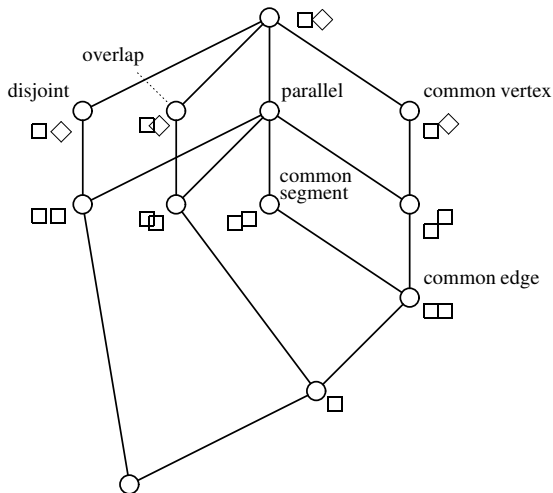 overlap
disjoint
parallel
common vertex
common
segment
common edge